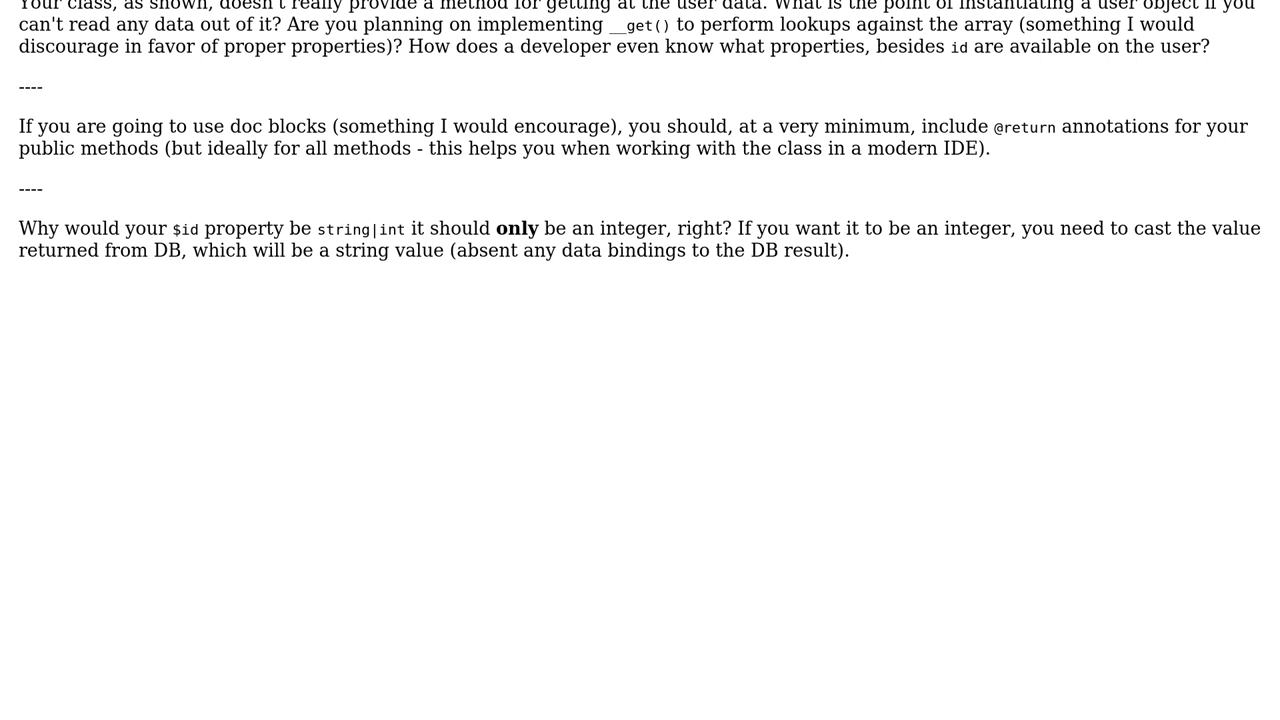 Your class, as shown, doesn't really provide a method for getting at the user data. What is the point of instantiating a user object if you
can't read any data out of it? Are you planning on implementing __get() to perform lookups against the array (something I would
discourage in favor of proper properties)? How does a developer even know what properties, besides id are available on the user?
----
If you are going to use doc blocks (something I would encourage), you should, at a very minimum, include @return annotations for your
public methods (but ideally for all methods - this helps you when working with the class in a modern IDE).
----
Why would your $id property be string|int it should only be an integer, right? If you want it to be an integer, you need to cast the value
returned from DB, which will be a string value (absent any data bindings to the DB result).